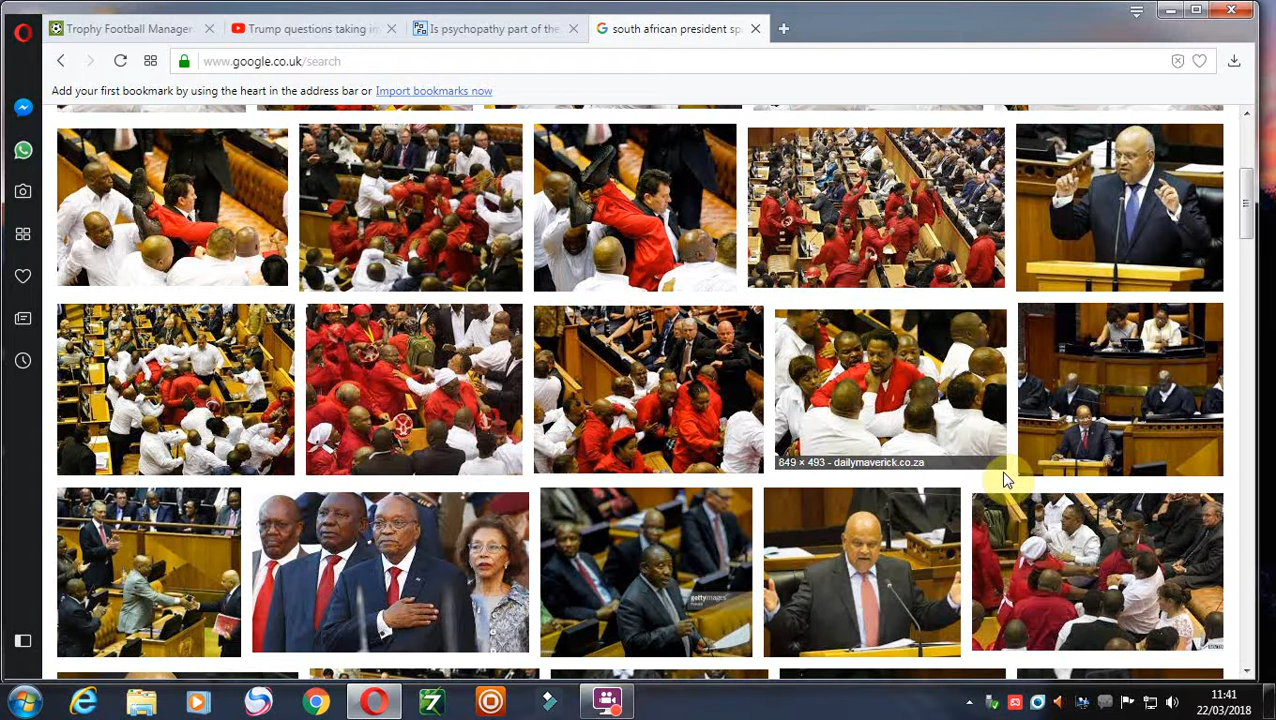 Trophy Football Manager
Trump questions taking in
Is psychopathy part of the
south african president sp
www.google.co.uk/search
Add your first bookmark by using the heart in the address bar or Import bookmarks now
849 × 493 - dailymaverick.co.za
gettyimages
11:41
22/03/2018